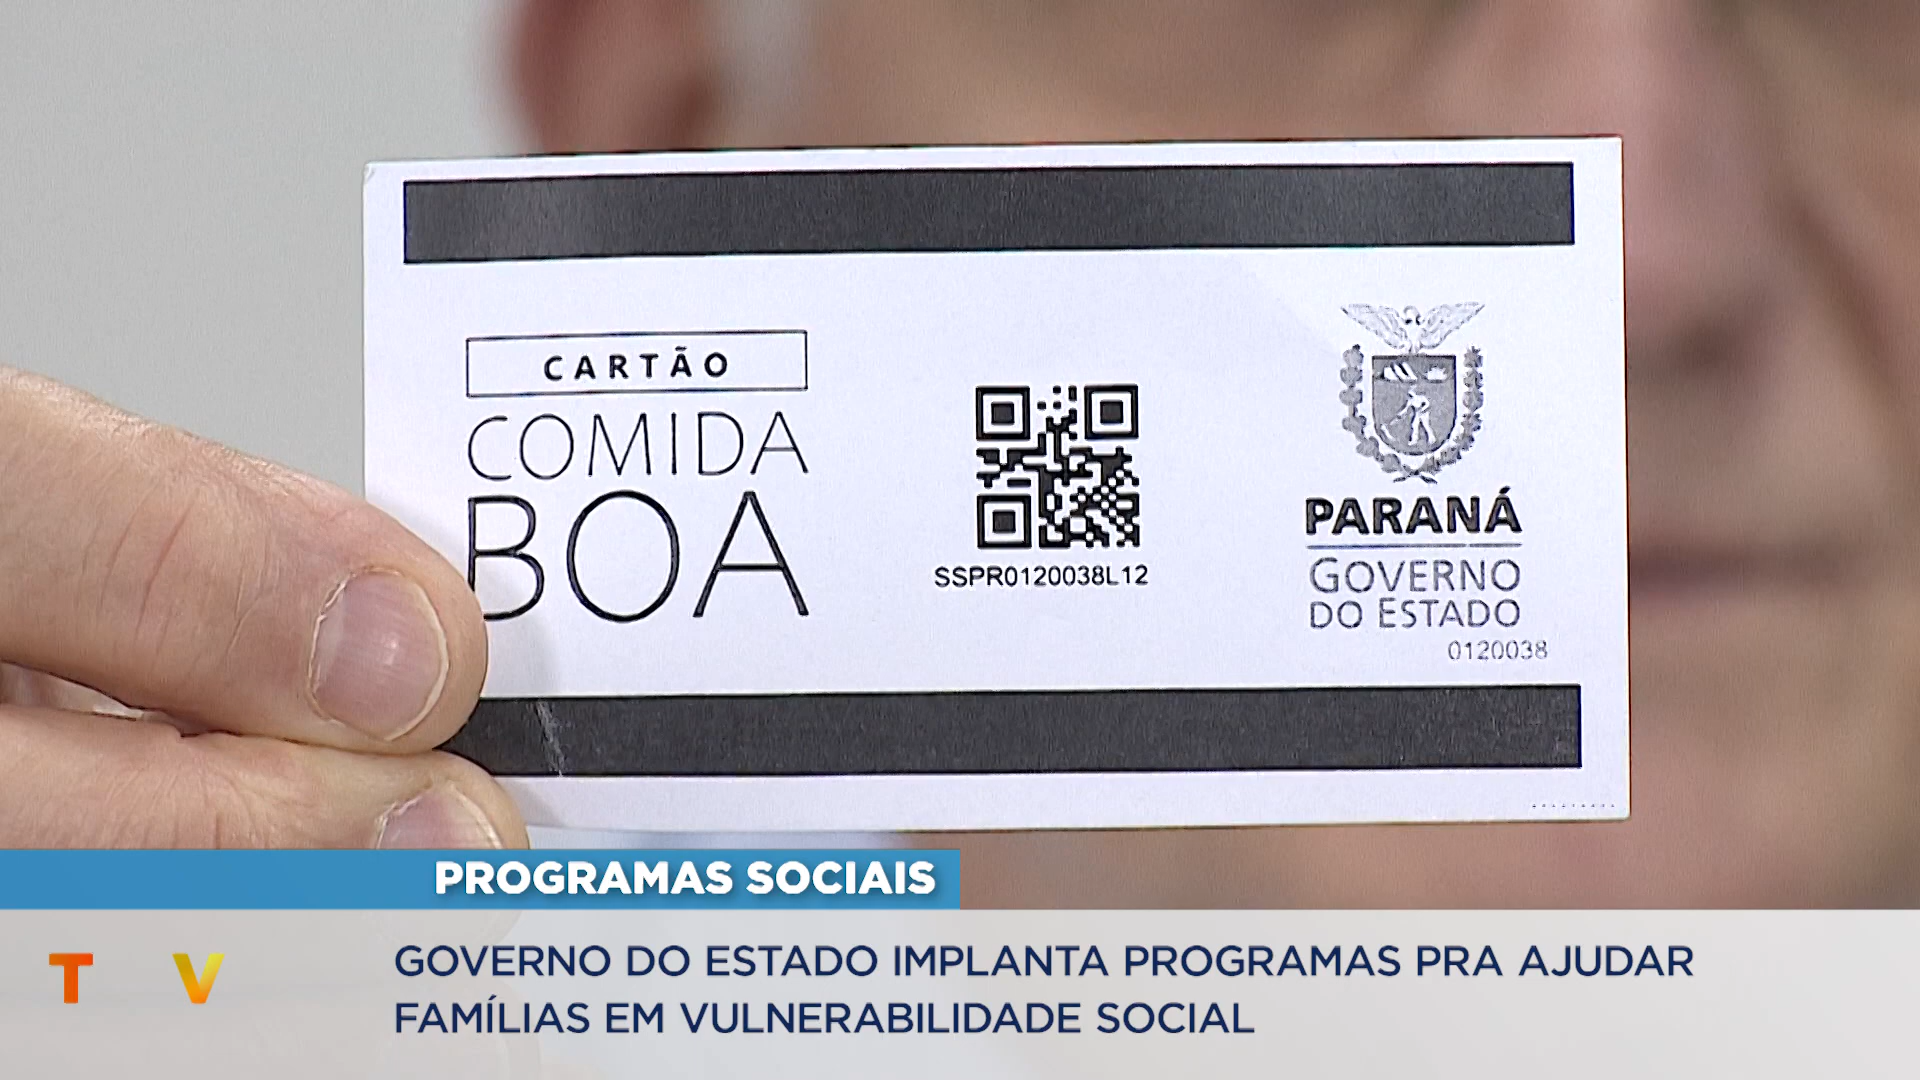 CARTÃO
COMIDA
BOA
SSPR0120038L12
PARANÁ
GOVERNO
DO ESTADO
0120038
PROGRAMAS SOCIAIS
T V
GOVERNO DO ESTADO IMPLANTA PROGRAMAS PRA AJUDAR
FAMÍLIAS EM VULNERABILIDADE SOCIAL